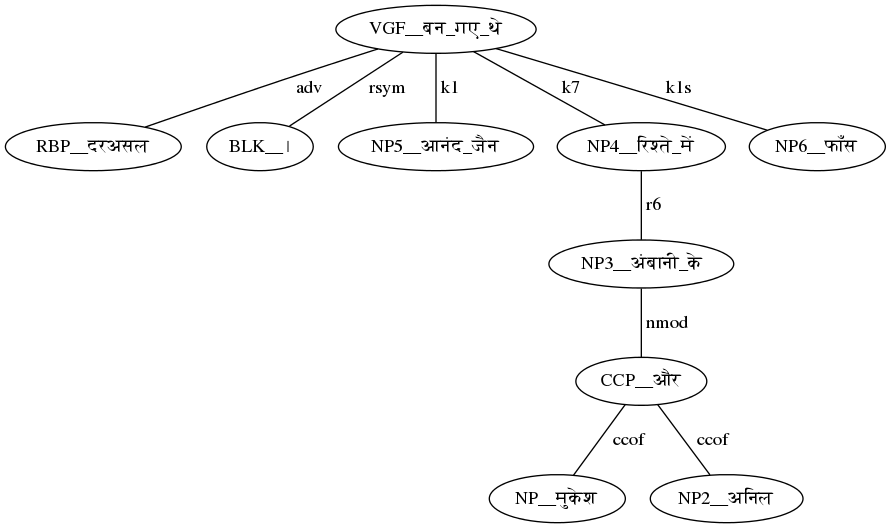 VGF__बन_गए_थे
adv rsym k1 k7 k1s
RBP__दरअसल BLK__। NP5__आनंद_जैन NP4__रिश्ते_में NP6__फाँस
r6
NP3__अंबानी_के
nmod
CCP__और
ccof ccof
NP__मुकेश NP2__अनिल